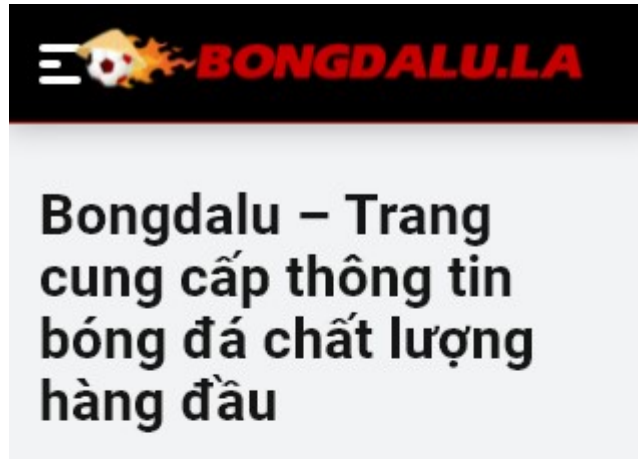 BONGDALU.LA
Bongdalu – Trang
cung cấp thông tin
bóng đá chất lượng
hàng đầu